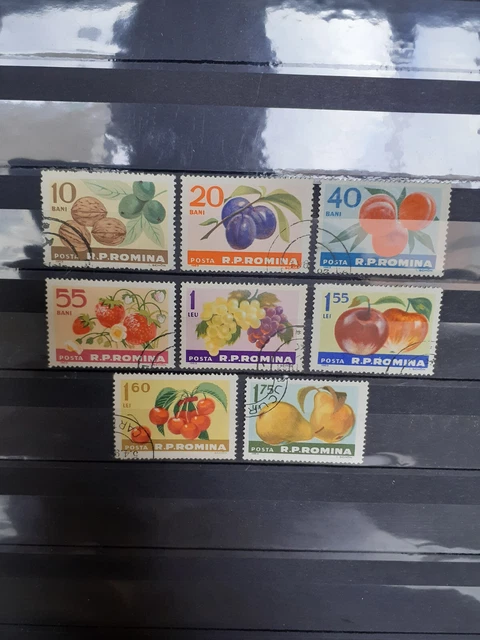 10
BANI
POSTA R.P.ROMINA
20
BANI
POSTA R.P.ROMINA
40
BANI
POSTA R.P.ROMINA
55
BANI
POSTA R.P.ROMINA
1
LEU
POSTA R.P.ROMINA
1 55
LEI
POSTA R.P.ROMINA
1 60
LEI
POSTA R.P.ROMINA
1 75
POSTA R.P.ROMINA